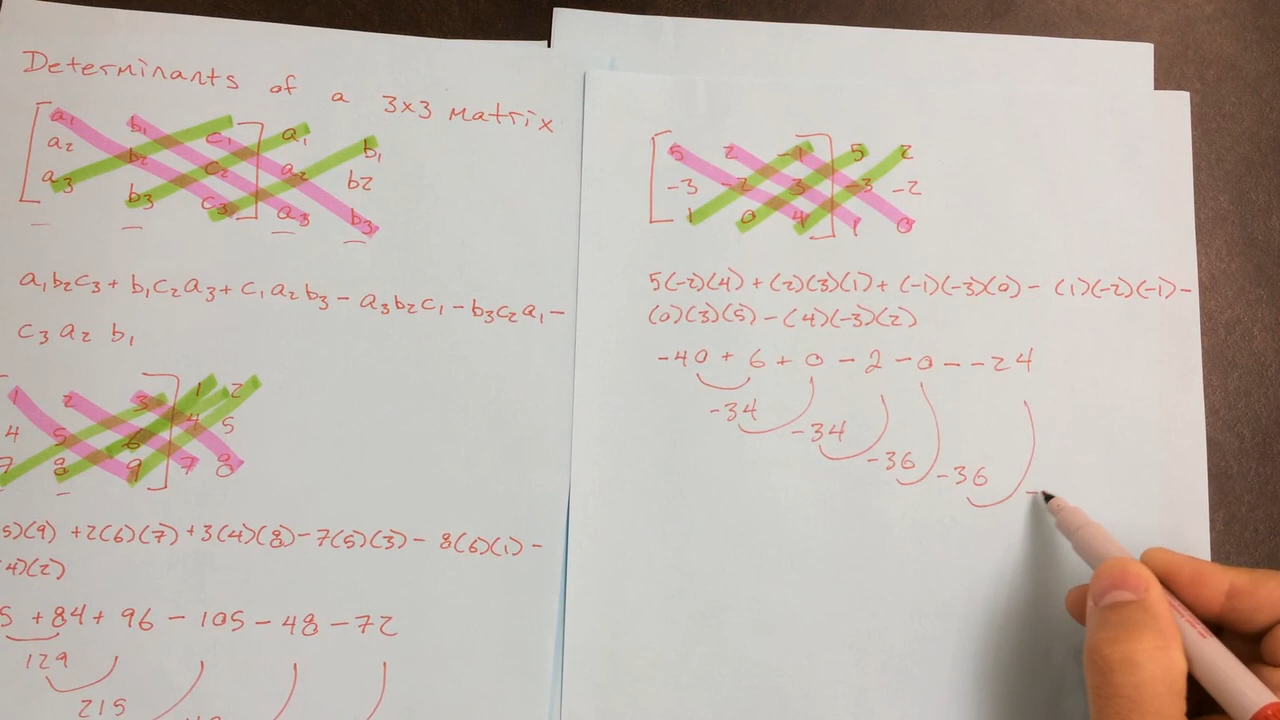 Determinants of a 3x3 Matrix
a1 b1 c1 a1 b1
a2 b2 c2 a2 b2
a3 b3 c3 a3 b3
a1b2c3 + b1c2a3 + c1a2b3 - a3b2c1 - b3c2a1 -
c3 a2 b1
1 2 3 1 2
4 5 6 4 5
7 8 9 7 8
5)(9) +2(6)(7) +3(4)(8) - 7(5)(3) - 8(6)(1) -
4)(2)
5 + 84 + 96 - 105 - 48 - 72
129
215
5 2 -1 5 2
-3 -2 3 -3 -2
1 0 4 1 0
5(-2)(4) + (2)(3)(1) + (-1)(-3)(0) - (1)(-2)(-1) -
(0)(3)(5) - (4)(-3)(2)
-40 + 6 + 0 - 2 - 0 - - 24
-34
-34
-36
-36
-